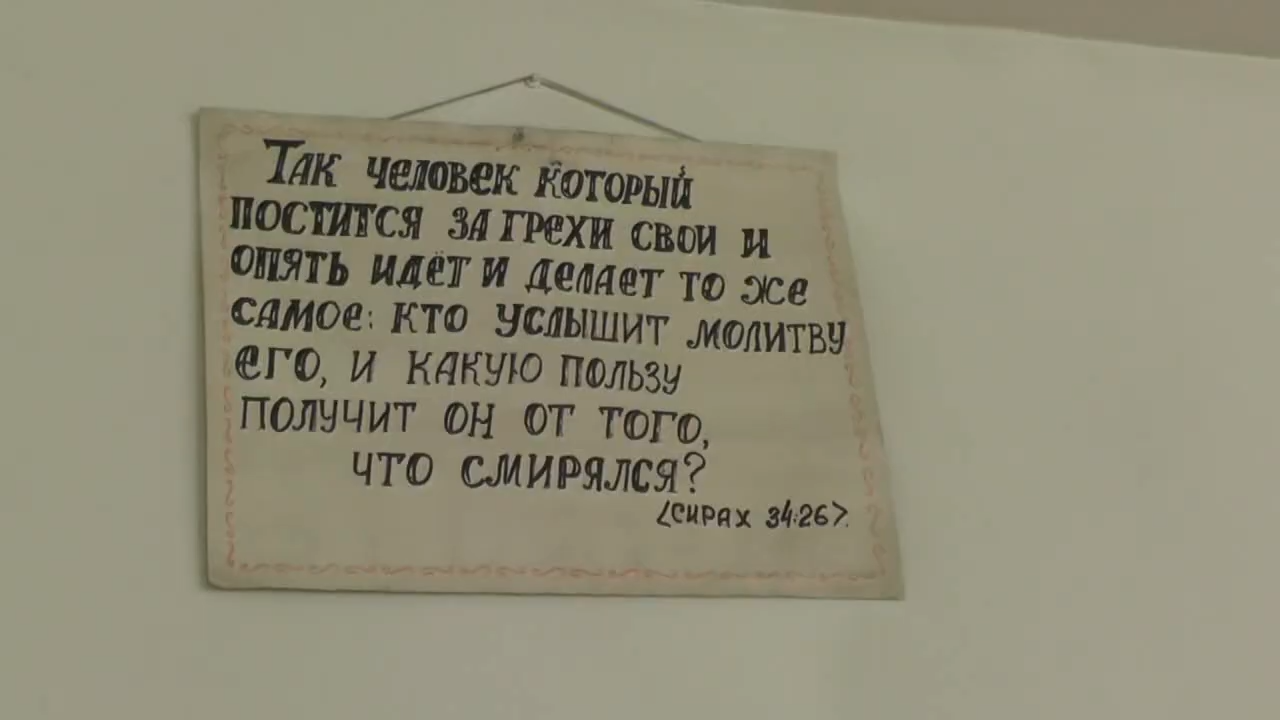 Так человек который
постится за грехи свои и
опять идёт и делает то же
самое: кто услышит молитву
его, и какую пользу
получит он от того,
что смирялся?
<Сирах 34:26>.